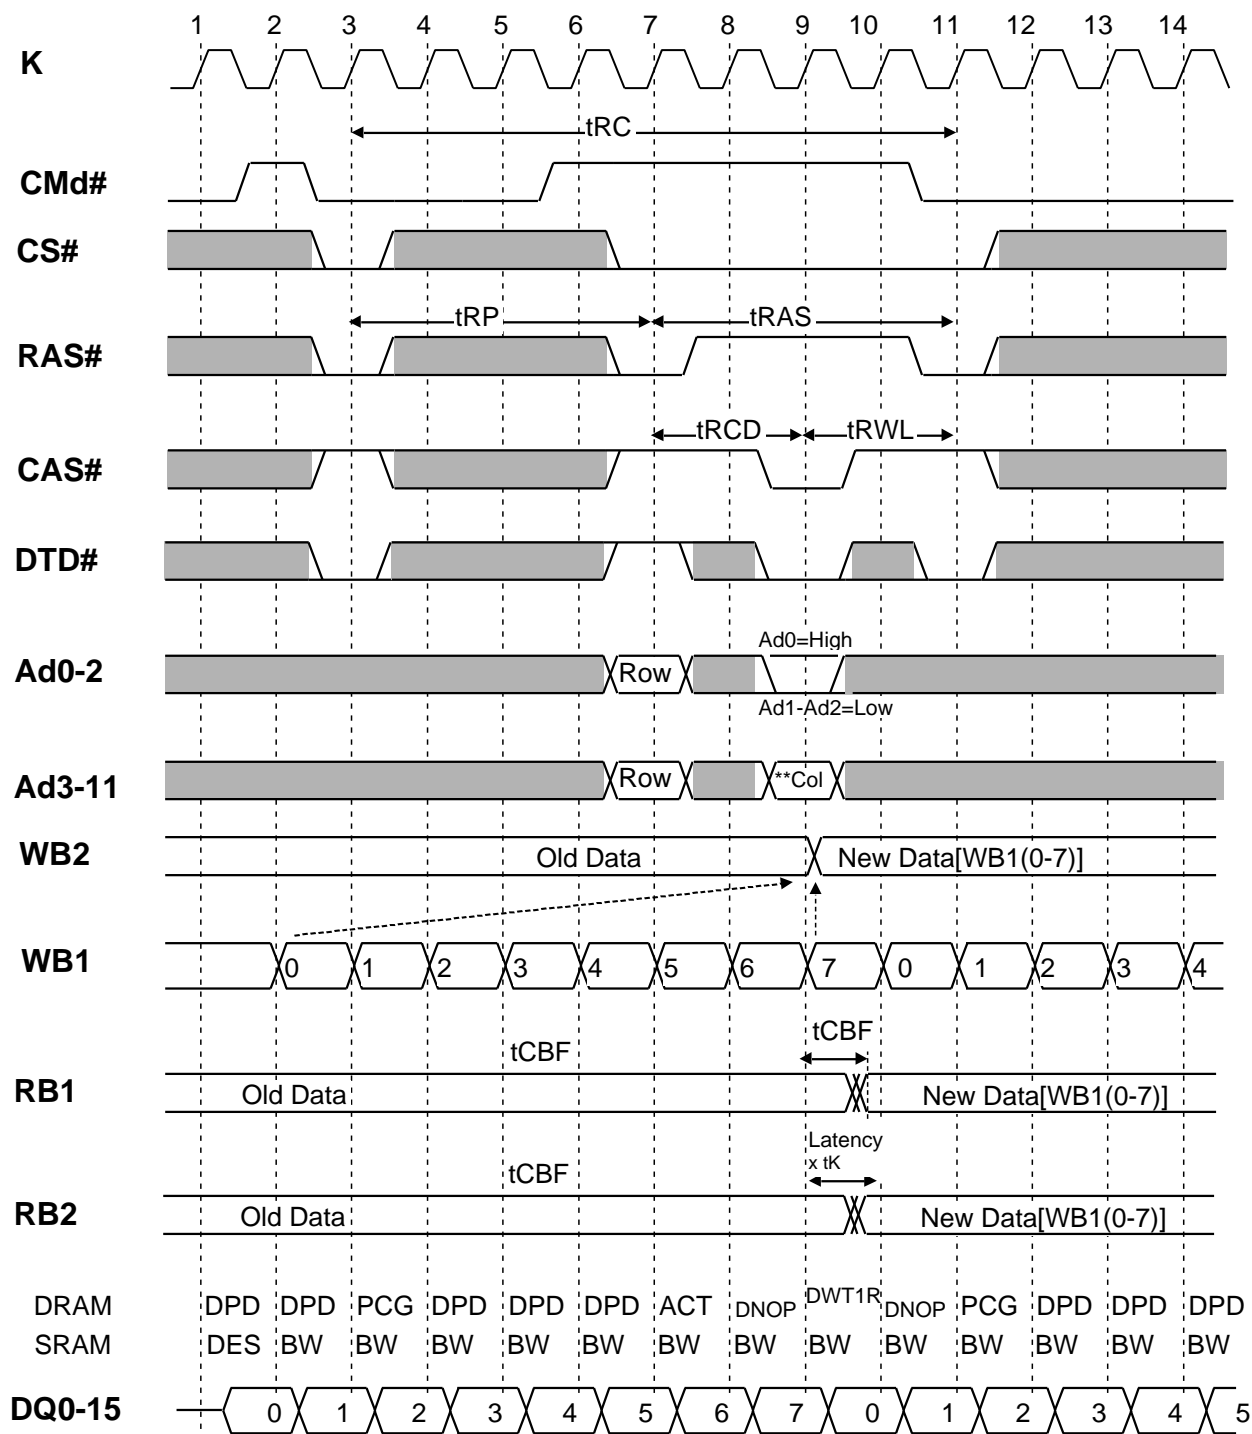 1 2 3 4 5 6 7 8 9 10 11 12 13 14
K
tRC
CMd#
CS#
tRP tRAS
RAS#
tRCD tRWL
CAS#
DTD#
Ad0=High
Ad0-2 Row
Ad1-Ad2=Low
Ad3-11 Row **Col
WB2 Old Data New Data[WB1(0-7)]
WB1 0 1 2 3 4 5 6 7 0 1 2 3 4
tCBF
tCBF
RB1 Old Data New Data[WB1(0-7)]
Latency
x tK
tCBF
RB2 Old Data New Data[WB1(0-7)]
DRAM DPD DPD PCG DPD DPD DPD ACT DNOP DWT1R DNOP PCG DPD DPD DPD
SRAM DES BW BW BW BW BW BW BW BW BW BW BW BW BW
DQ0-15 0 1 2 3 4 5 6 7 0 1 2 3 4 5